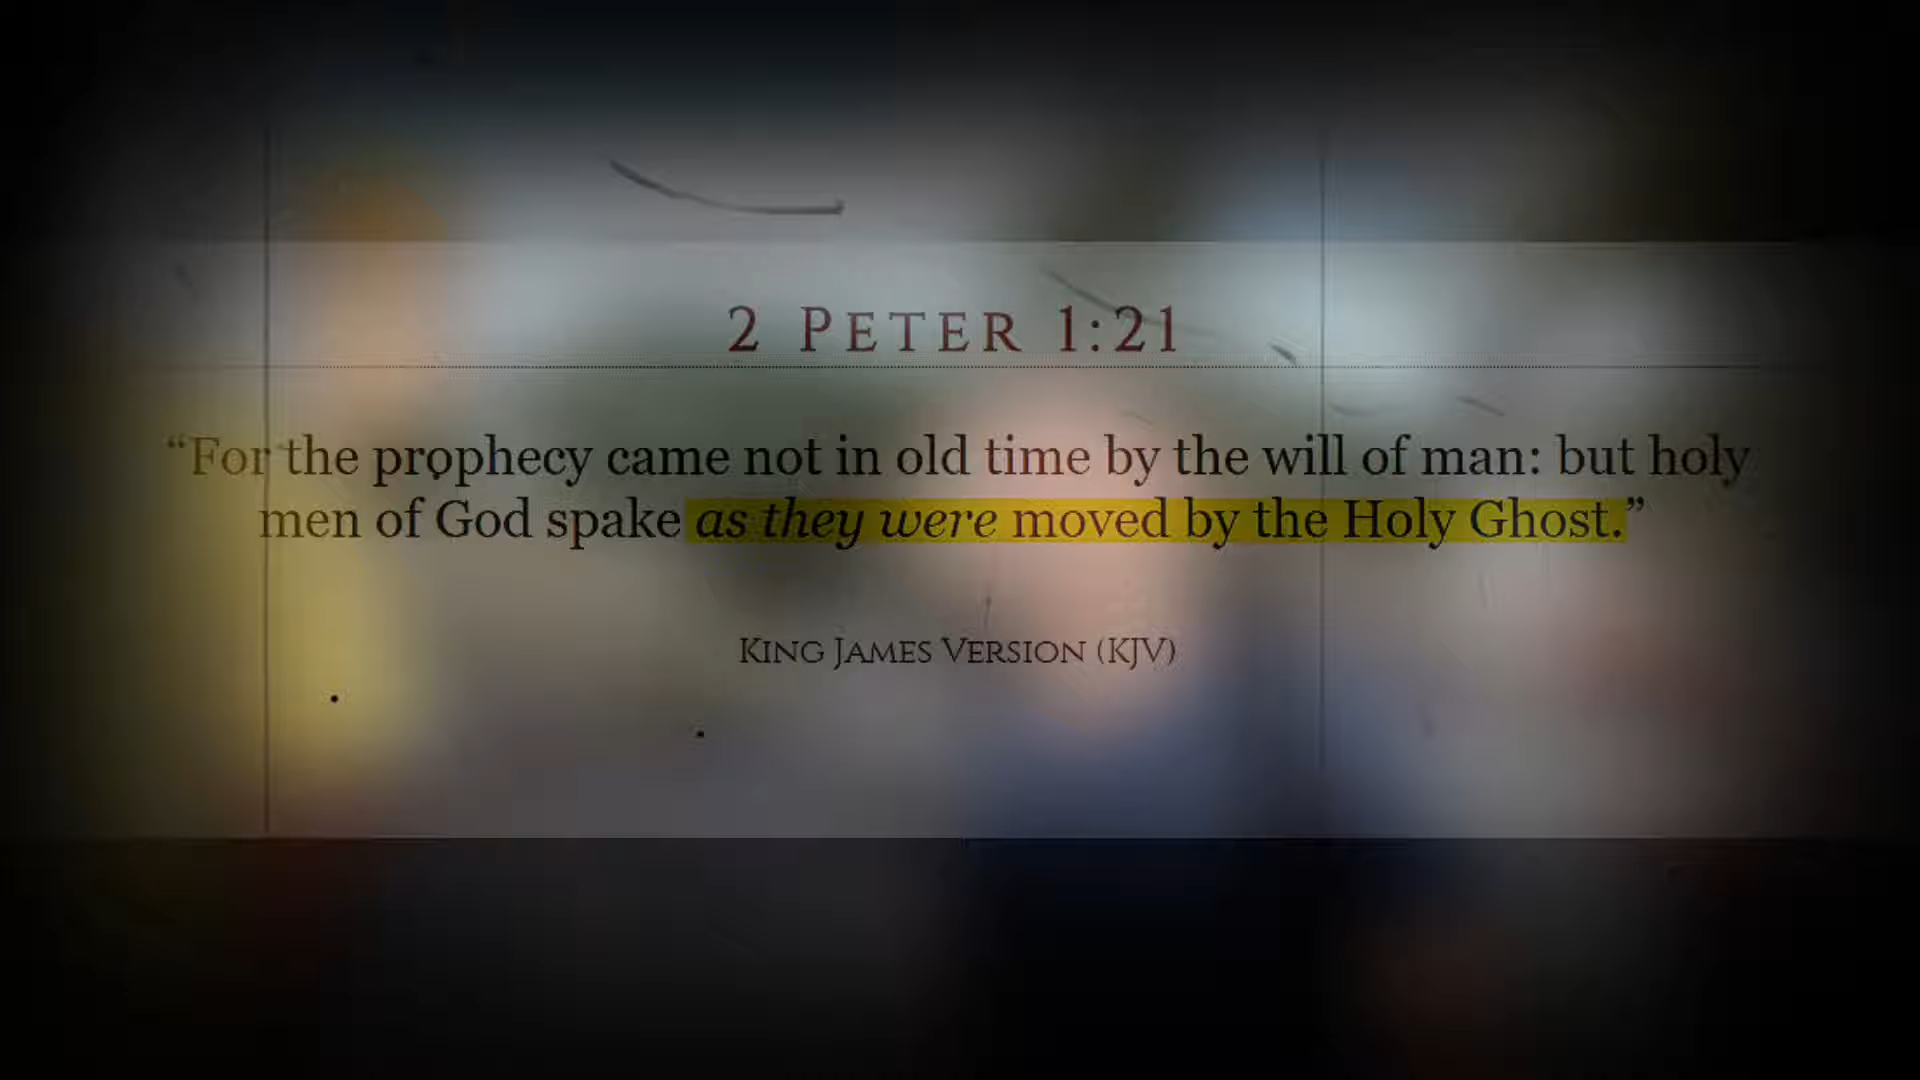 2 PETER 1:21
“For the prophecy came not in old time by the will of man: but holy
men of God spake as they were moved by the Holy Ghost.”
KING JAMES VERSION (KJV)